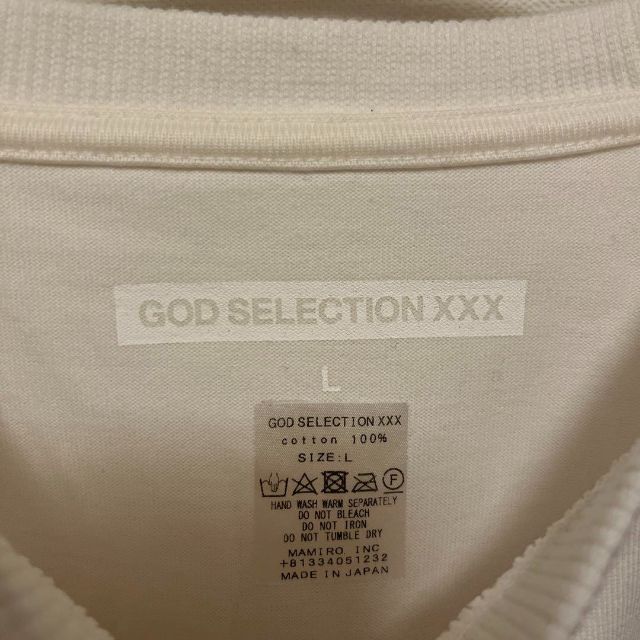 GOD SELECTION XXX
L
GOD SELECTION XXX
cotton 100%
SIZE:L
F
HAND WASH WARM SEPARATELY
DO NOT BLEACH
DO NOT IRON
DO NOT TUMBLE DRY
MAMIRO. INC
+81334051232
MADE IN JAPAN